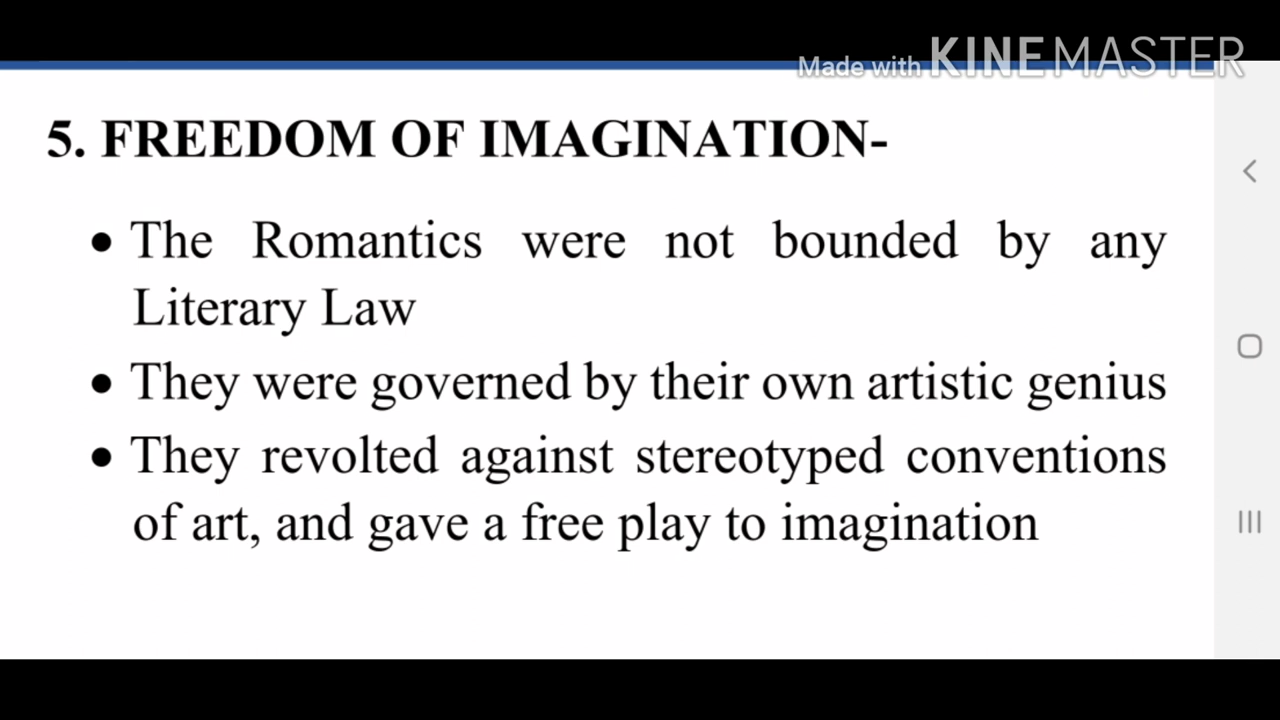 Made with KINEMASTER
5. FREEDOM OF IMAGINATION-
• The Romantics were not bounded by any
Literary Law
• They were governed by their own artistic genius
• They revolted against stereotyped conventions
of art, and gave a free play to imagination